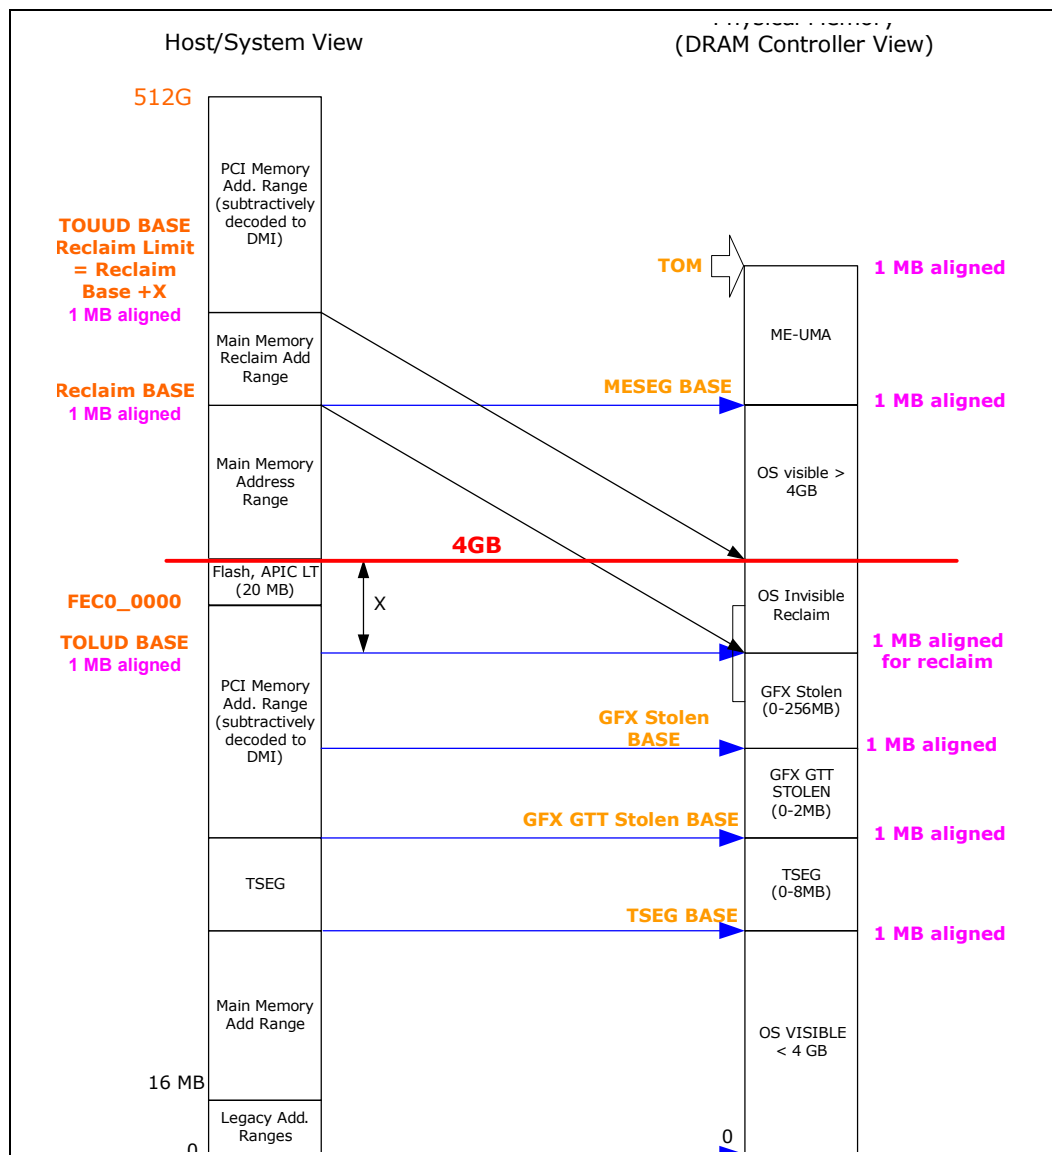 Host/System View
Physical Memory
(DRAM Controller View)
512G
PCI Memory
Add. Range
(subtractively
decoded to
DMI)
TOUUD BASE
Reclaim Limit
= Reclaim
Base +X
1 MB aligned
TOM
1 MB aligned
Main Memory
Reclaim Add
Range
ME-UMA
Reclaim BASE
1 MB aligned
MESEG BASE
1 MB aligned
Main Memory
Address
Range
OS visible >
4GB
4GB
Flash, APIC LT
(20 MB)
X
OS Invisible
Reclaim
FEC0_0000
TOLUD BASE
1 MB aligned
1 MB aligned
for reclaim
PCI Memory
Add. Range
(subtractively
decoded to
DMI)
GFX Stolen
(0-256MB)
GFX Stolen
BASE
1 MB aligned
GFX GTT
STOLEN
(0-2MB)
GFX GTT Stolen BASE
1 MB aligned
TSEG
TSEG
(0-8MB)
TSEG BASE
1 MB aligned
Main Memory
Add Range
OS VISIBLE
< 4 GB
16 MB
Legacy Add.
Ranges
0
0